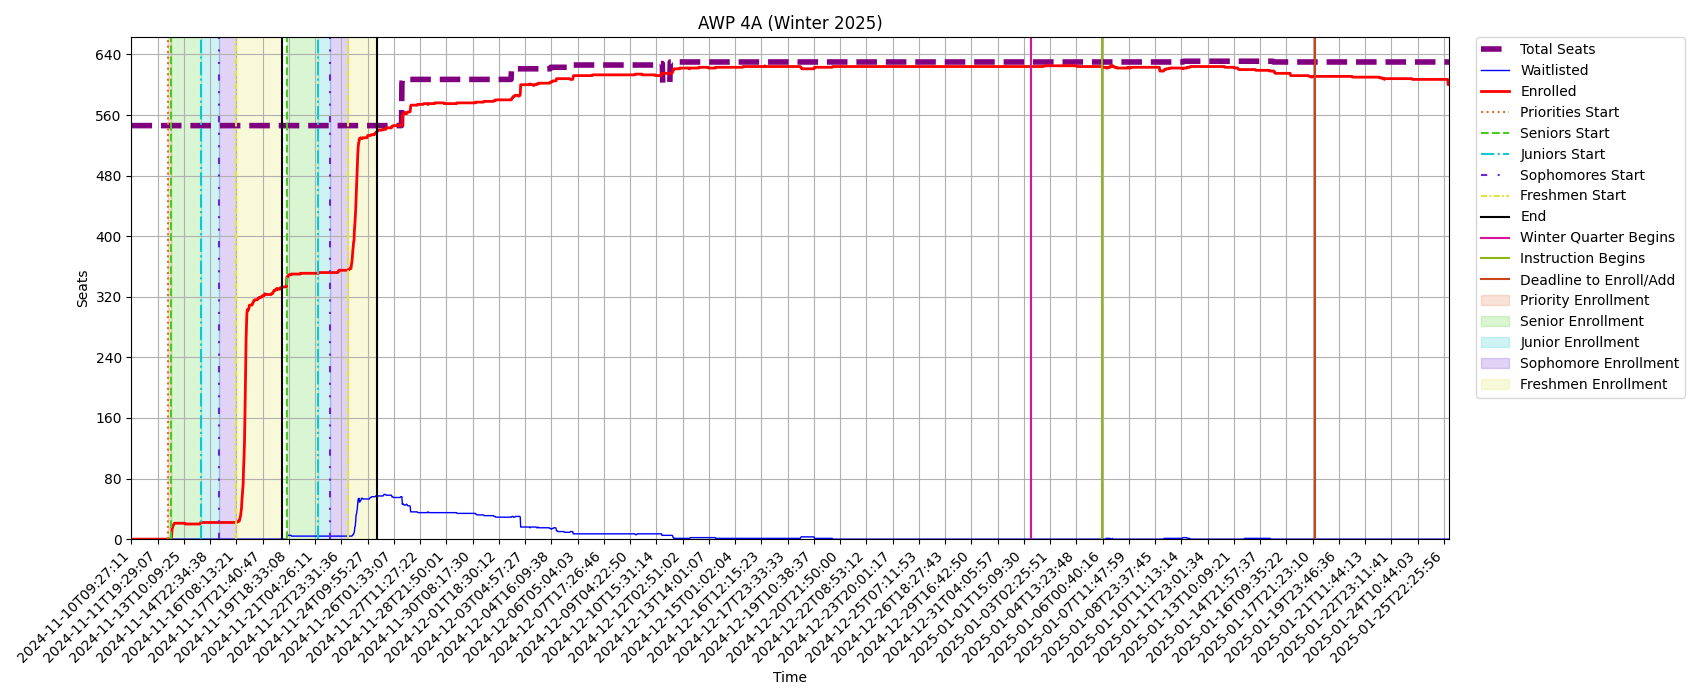 AWP 4A (Winter 2025)
Seats
640
560
480
400
320
240
160
80
0
2024-11-10T09:27:11
2024-11-11T19:29:07
2024-11-13T10:09:25
2024-11-14T22:34:38
2024-11-16T08:13:21
2024-11-17T21:40:47
2024-11-19T18:33:08
2024-11-21T04:26:11
2024-11-22T23:31:36
2024-11-24T09:55:27
2024-11-26T01:33:07
2024-11-27T11:27:22
2024-11-28T21:50:01
2024-11-30T08:17:30
2024-12-01T18:30:12
2024-12-03T04:57:27
2024-12-04T16:09:38
2024-12-06T05:04:03
2024-12-07T17:26:46
2024-12-09T04:22:50
2024-12-10T15:31:14
2024-12-12T02:51:02
2024-12-13T14:01:07
2024-12-15T01:02:04
2024-12-16T12:15:23
2024-12-17T23:33:33
2024-12-19T10:38:37
2024-12-20T21:50:00
2024-12-22T08:53:12
2024-12-23T20:01:17
2024-12-25T07:11:53
2024-12-26T18:27:43
2024-12-29T16:42:50
2024-12-31T04:05:57
2025-01-01T15:09:30
2025-01-03T02:25:51
2025-01-04T13:23:48
2025-01-06T00:40:16
2025-01-07T11:47:59
2025-01-08T23:37:45
2025-01-10T11:13:14
2025-01-11T23:01:34
2025-01-13T10:09:21
2025-01-14T21:57:37
2025-01-16T09:35:22
2025-01-17T21:23:10
2025-01-19T23:46:36
2025-01-21T11:44:13
2025-01-22T23:11:41
2025-01-24T10:44:03
2025-01-25T22:25:56
Time
Total Seats
Waitlisted
Enrolled
Priorities Start
Seniors Start
Juniors Start
Sophomores Start
Freshmen Start
End
Winter Quarter Begins
Instruction Begins
Deadline to Enroll/Add
Priority Enrollment
Senior Enrollment
Junior Enrollment
Sophomore Enrollment
Freshmen Enrollment